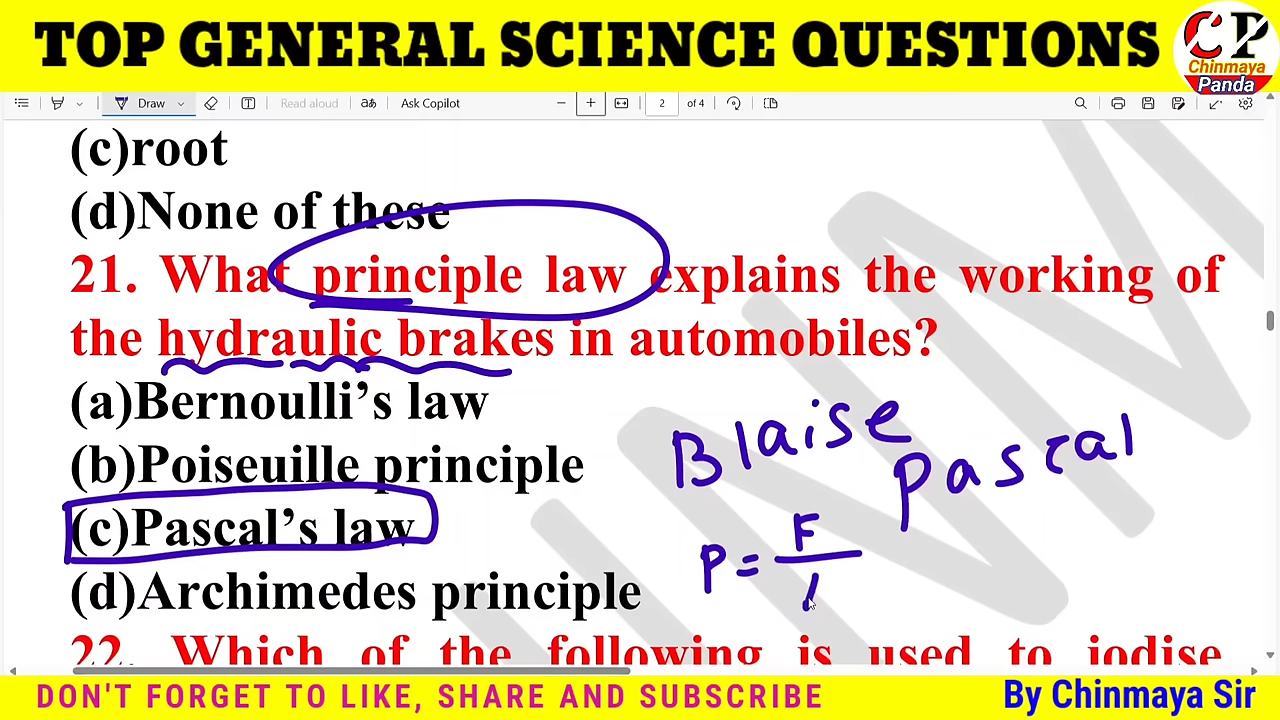 TOP GENERAL SCIENCE QUESTIONS
CP
Chinmaya
Panda
Draw
Read aloud
aあ
Ask Copilot
2 of 4
(c)root
(d)None of these
21. What principle law explains the working of
the hydraulic brakes in automobiles?
(a)Bernoulli's law
(b)Poiseuille principle
(c)Pascal's law
(d)Archimedes principle
Blaise
Pascal
P = F
22. Which of the following is used to iodise
DON'T FORGET TO LIKE, SHARE AND SUBSCRIBE
By Chinmaya Sir